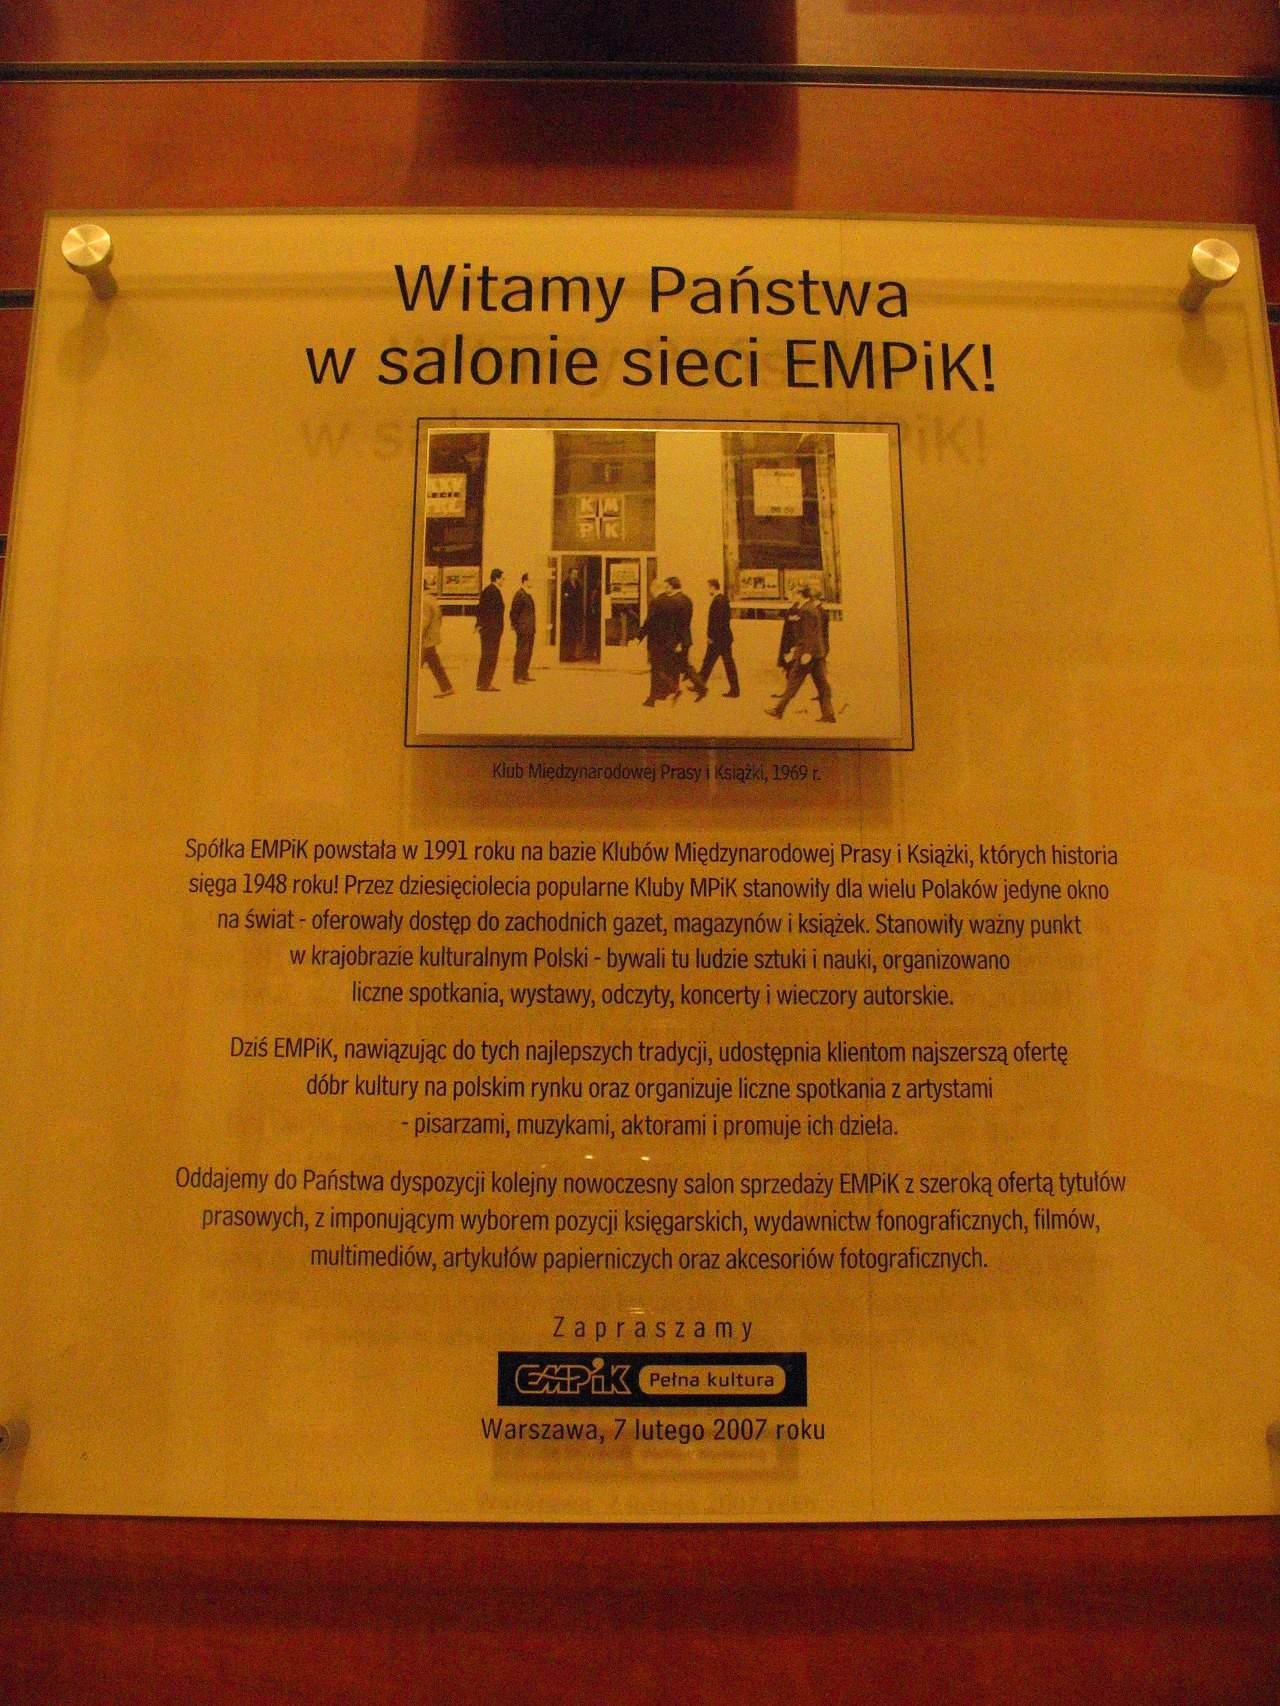 Witamy Państwa
w salonie sieci EMPiK!
K M
P K
Klub Międzynarodowej Prasy i Książki, 1969 r.
Spółka EMPiK powstała w 1991 roku na bazie Klubów Międzynarodowej Prasy i Książki, których historia
sięga 1948 roku! Przez dziesięciolecia popularne Kluby MPiK stanowiły dla wielu Polaków jedyne okno
na świat - oferowały dostęp do zachodnich gazet, magazynów i książek. Stanowiły ważny punkt
w krajobrazie kulturalnym Polski - bywali tu ludzie sztuki i nauki, organizowano
liczne spotkania, wystawy, odczyty, koncerty i wieczory autorskie.
Dziś EMPiK, nawiązując do tych najlepszych tradycji, udostępnia klientom najszerszą ofertę
dóbr kultury na polskim rynku oraz organizuje liczne spotkania z artystami
- pisarzami, muzykami, aktorami i promuje ich dzieła.
Oddajemy do Państwa dyspozycji kolejny nowoczesny salon sprzedaży EMPiK z szeroką ofertą tytułów
prasowych, z imponującym wyborem pozycji księgarskich, wydawnictw fonograficznych, filmów,
multimediów, artykułów papierniczych oraz akcesoriów fotograficznych.
Zapraszamy
EMPiK Pełna kultura
Warszawa, 7 lutego 2007 roku